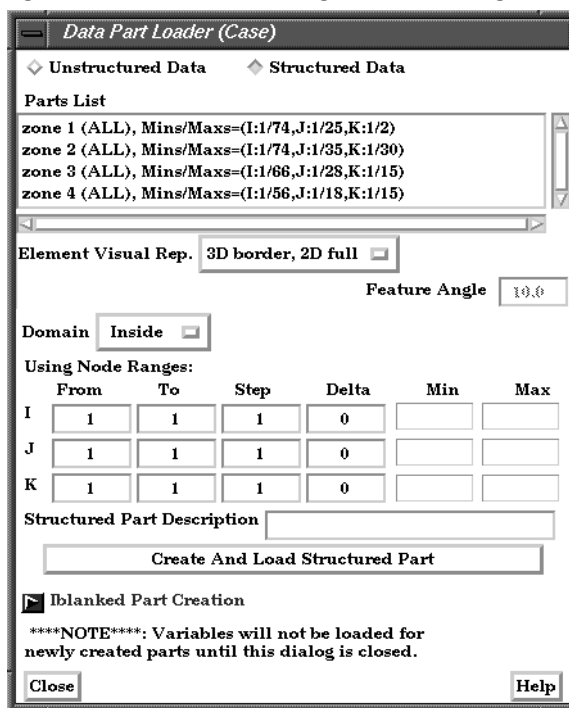 Data Part Loader (Case)
Unstructured Data Structured Data
Parts List
zone 1 (ALL), Mins/Maxs=(I:1/74,J:1/25,K:1/2)
zone 2 (ALL), Mins/Maxs=(I:1/74,J:1/35,K:1/30)
zone 3 (ALL), Mins/Maxs=(I:1/66,J:1/28,K:1/15)
zone 4 (ALL), Mins/Maxs=(I:1/56,J:1/18,K:1/15)
Element Visual Rep. 3D border, 2D full
Feature Angle 10.0
Domain Inside
Using Node Ranges:
From To Step Delta Min Max
I 1 1 1 0
J 1 1 1 0
K 1 1 1 0
Structured Part Description
Create And Load Structured Part
Iblanked Part Creation
****NOTE****: Variables will not be loaded for
newly created parts until this dialog is closed.
Close Help